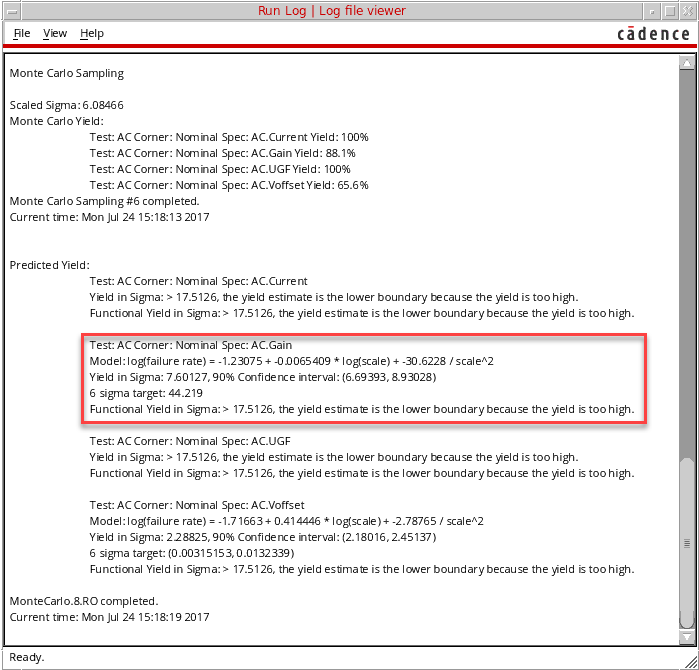 Run Log | Log file viewer
File View Help
cādence
Monte Carlo Sampling
Scaled Sigma: 6.08466
Monte Carlo Yield:
Test: AC Corner: Nominal Spec: AC.Current Yield: 100%
Test: AC Corner: Nominal Spec: AC.Gain Yield: 88.1%
Test: AC Corner: Nominal Spec: AC.UGF Yield: 100%
Test: AC Corner: Nominal Spec: AC.Voffset Yield: 65.6%
Monte Carlo Sampling #6 completed.
Current time: Mon Jul 24 15:18:13 2017
Predicted Yield:
Test: AC Corner: Nominal Spec: AC.Current
Yield in Sigma: > 17.5126, the yield estimate is the lower boundary because the yield is too high.
Functional Yield in Sigma: > 17.5126, the yield estimate is the lower boundary because the yield is too high.
Test: AC Corner: Nominal Spec: AC.Gain
Model: log(failure rate) = -1.23075 + -0.0065409 * log(scale) + -30.6228 / scale^2
Yield in Sigma: 7.60127, 90% Confidence interval: (6.69393, 8.93028)
6 sigma target: 44.219
Functional Yield in Sigma: > 17.5126, the yield estimate is the lower boundary because the yield is too high.
Test: AC Corner: Nominal Spec: AC.UGF
Yield in Sigma: > 17.5126, the yield estimate is the lower boundary because the yield is too high.
Functional Yield in Sigma: > 17.5126, the yield estimate is the lower boundary because the yield is too high.
Test: AC Corner: Nominal Spec: AC.Voffset
Model: log(failure rate) = -1.71663 + 0.414446 * log(scale) + -2.78765 / scale^2
Yield in Sigma: 2.28825, 90% Confidence interval: (2.18016, 2.45137)
6 sigma target: (0.00315153, 0.0132339)
Functional Yield in Sigma: > 17.5126, the yield estimate is the lower boundary because the yield is too high.
MonteCarlo.8.RO completed.
Current time: Mon Jul 24 15:18:19 2017
Ready.